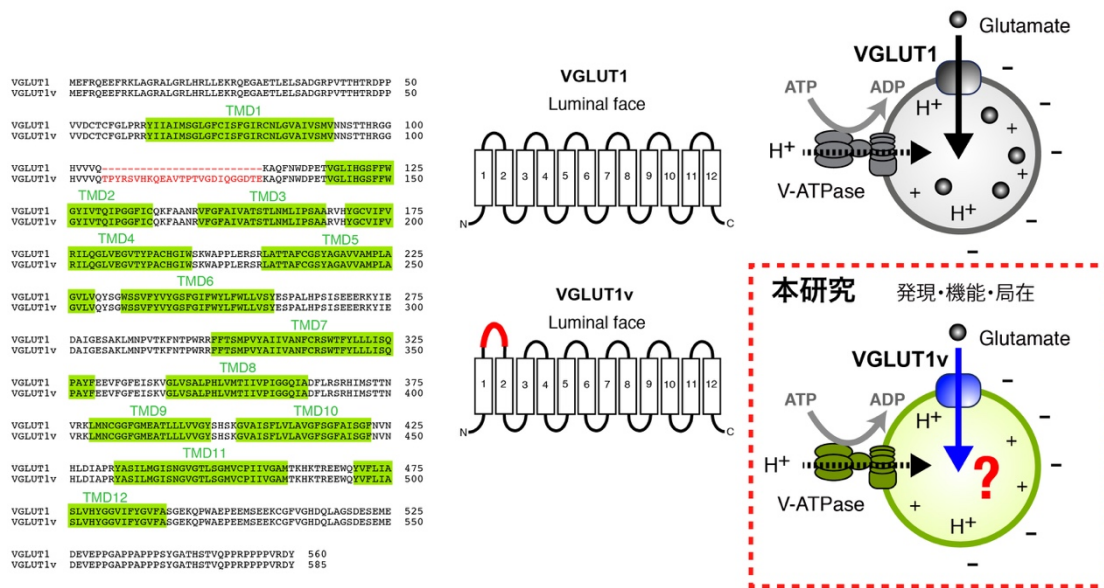 VGLUT1 MEFRQEEFRKLAGRALGRLHRLLEKRQEGAETLELSADGRPVTTHTRDPP 50
VGLUT1v MEFRQEEFRKLAGRALGRLHRLLEKRQEGAETLELSADGRPVTTHTRDPP 50
TMD1
VGLUT1 VVDCTCFGLPRRYIIAIMSGLGFCISFGIRCNLGVAIVSMVNNSTTHRGG 100
VGLUT1v VVDCTCFGLPRRYIIAIMSGLGFCISFGIRCNLGVAIVSMVNNSTTHRGG 100
VGLUT1 HVVVQ-------------------------KAQFNWDPETVGLIHGSFFW 125
VGLUT1v HVVVQTPYRSVHKQEAVTPTVGDIQGGDTEKAQFNWDPETVGLIHGSFFW 150
TMD2 TMD3
VGLUT1 GYIVTQIPGGFICQKFAANRVFGFAIVATSTLNMLIPSAARVHYGCVIFV 175
VGLUT1v GYIVTQIPGGFICQKFAANRVFGFAIVATSTLNMLIPSAARVHYGCVIFV 200
TMD4 TMD5
VGLUT1 RILQGLVEGVTYPACHGIWSKWAPPLERSRLATTAFCGSYAGAVVAMPLA 225
VGLUT1v RILQGLVEGVTYPACHGIWSKWAPPLERSRLATTAFCGSYAGAVVAMPLA 250
TMD6
VGLUT1 GVLVQYSGWSSVFYVYGSFGIFWYLFWLLVSYESPALHPSISEEERKYIE 275
VGLUT1v GVLVQYSGWSSVFYVYGSFGIFWYLFWLLVSYESPALHPSISEEERKYIE 300
TMD7
VGLUT1 DAIGESAKLMNPVTKFNTPWRRFFTSMPVYAIIVANFCRSWTFYLLLISQ 325
VGLUT1v DAIGESAKLMNPVTKFNTPWRRFFTSMPVYAIIVANFCRSWTFYLLLISQ 350
TMD8
VGLUT1 PAYFEEVFGFEISKVGLVSALPHLVMTIIVPIGGQIADFLRSRHIMSTTN 375
VGLUT1v PAYFEEVFGFEISKVGLVSALPHLVMTIIVPIGGQIADFLRSRHIMSTTN 400
TMD9 TMD10
VGLUT1 VRKLMNCGGFGMEATLLLVVGYSHSKGVAISFLVLAVGFSGFAISGFNVN 425
VGLUT1v VRKLMNCGGFGMEATLLLVVGYSHSKGVAISFLVLAVGFSGFAISGFNVN 450
TMD11
VGLUT1 HLDIAPRYASILMGISNGVGTLSGMVCPIIVGAMTKHKTREEWQYVFLIA 475
VGLUT1v HLDIAPRYASILMGISNGVGTLSGMVCPIIVGAMTKHKTREEWQYVFLIA 500
TMD12
VGLUT1 SLVHYGGVIFYGVFASGEKQPWAEPEEMSEEKCGFVGHDQLAGSDESEME 525
VGLUT1v SLVHYGGVIFYGVFASGEKQPWAEPEEMSEEKCGFVGHDQLAGSDESEME 550
VGLUT1 DEVEPPGAPPAPPPSYGATHSTVQPPRPPPPVRDY 560
VGLUT1v DEVEPPGAPPAPPPSYGATHSTVQPPRPPPPVRDY 585
VGLUT1
Luminal face
1 2 3 4 5 6 7 8 9 10 11 12
N C
VGLUT1v
Luminal face
1 2 3 4 5 6 7 8 9 10 11 12
N C
Glutamate
VGLUT1
ATP ADP
H+
H+
V-ATPase
H+
+ + + −
− − − − −
本研究 発現・機能・局在
Glutamate
VGLUT1v
ATP ADP
H+
H+
?
V-ATPase
H+
+ + + −
− − − − −